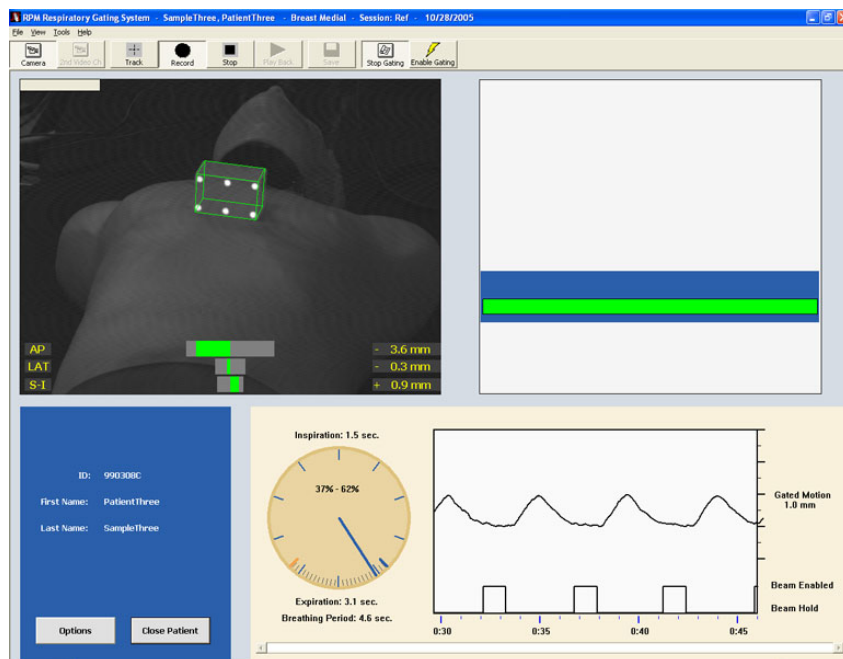 RPM Respiratory Gating System - SampleThree, PatientThree - Breast Medial - Session: Ref - 10/28/2005
File View Tools Help
Camera 2nd Video Ch Track Record Stop Play Back Save Stop Gating Enable Gating
AP - 3.6 mm
LAT - 0.3 mm
S-I + 0.9 mm
ID: 990308C
First Name: PatientThree
Last Name: SampleThree
Options Close Patient
Inspiration: 1.5 sec.
37% - 62%
Expiration: 3.1 sec.
Breathing Period: 4.6 sec.
Gated Motion
1.0 mm
Beam Enabled
Beam Hold
0:30 0:35 0:40 0:45